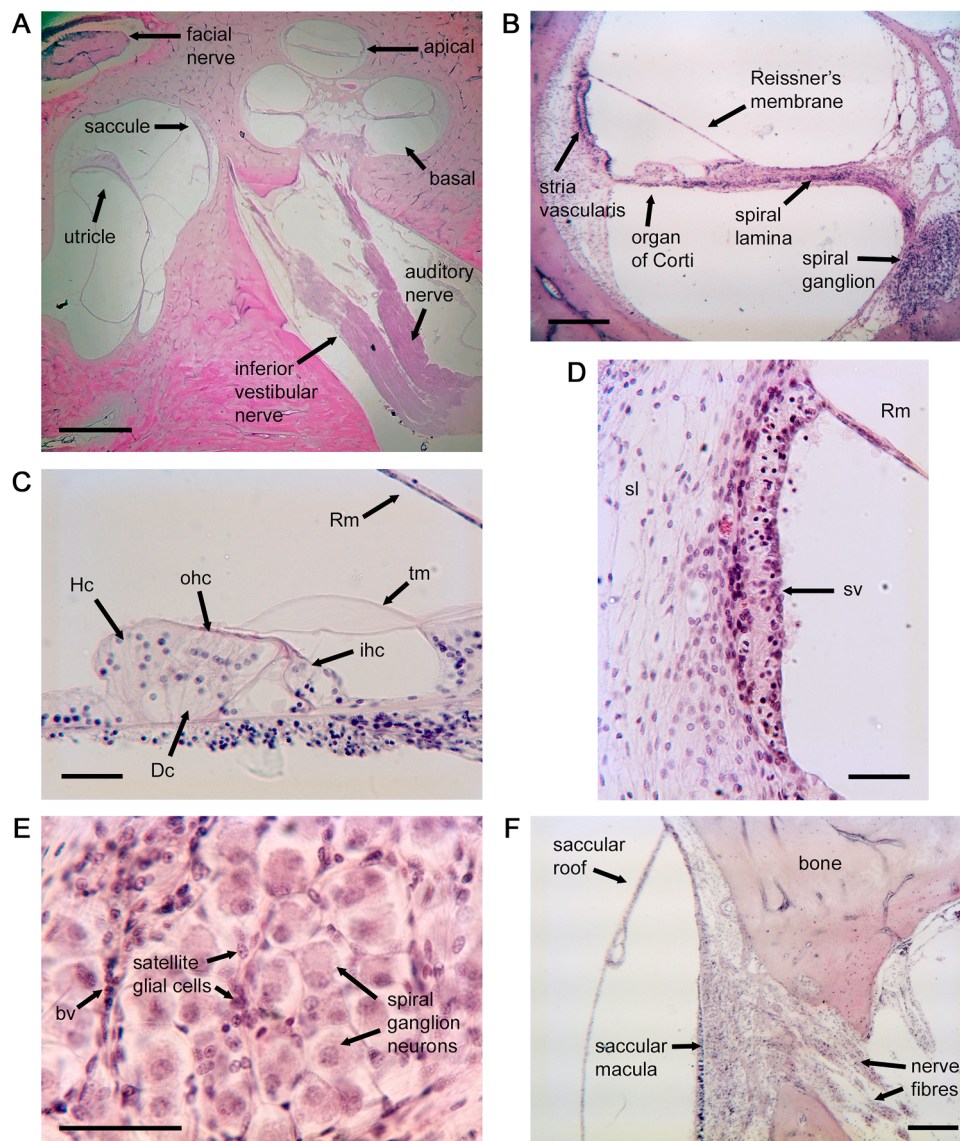 A
facial
nerve
apical
saccule
basal
utricle
auditory
nerve
inferior
vestibular
nerve
B
Reissner's
membrane
stria
vascularis
organ
of Corti
spiral
lamina
spiral
ganglion
C
Rm
Hc
ohc
tm
ihc
Dc
D
Rm
sl
sv
E
satellite
glial cells
bv
spiral
ganglion
neurons
F
saccular
roof
bone
saccular
macula
nerve
fibres